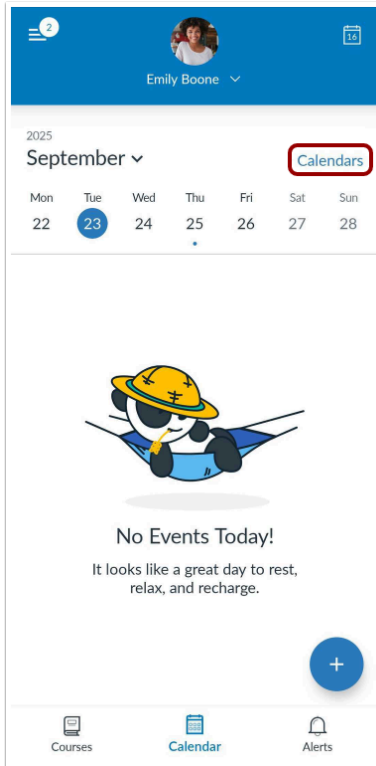 2
16
Emily Boone
2025
September
Calendars
Mon Tue Wed Thu Fri Sat Sun
22 23 24 25 26 27 28
No Events Today!
It looks like a great day to rest,
relax, and recharge.
+
Courses Calendar Alerts